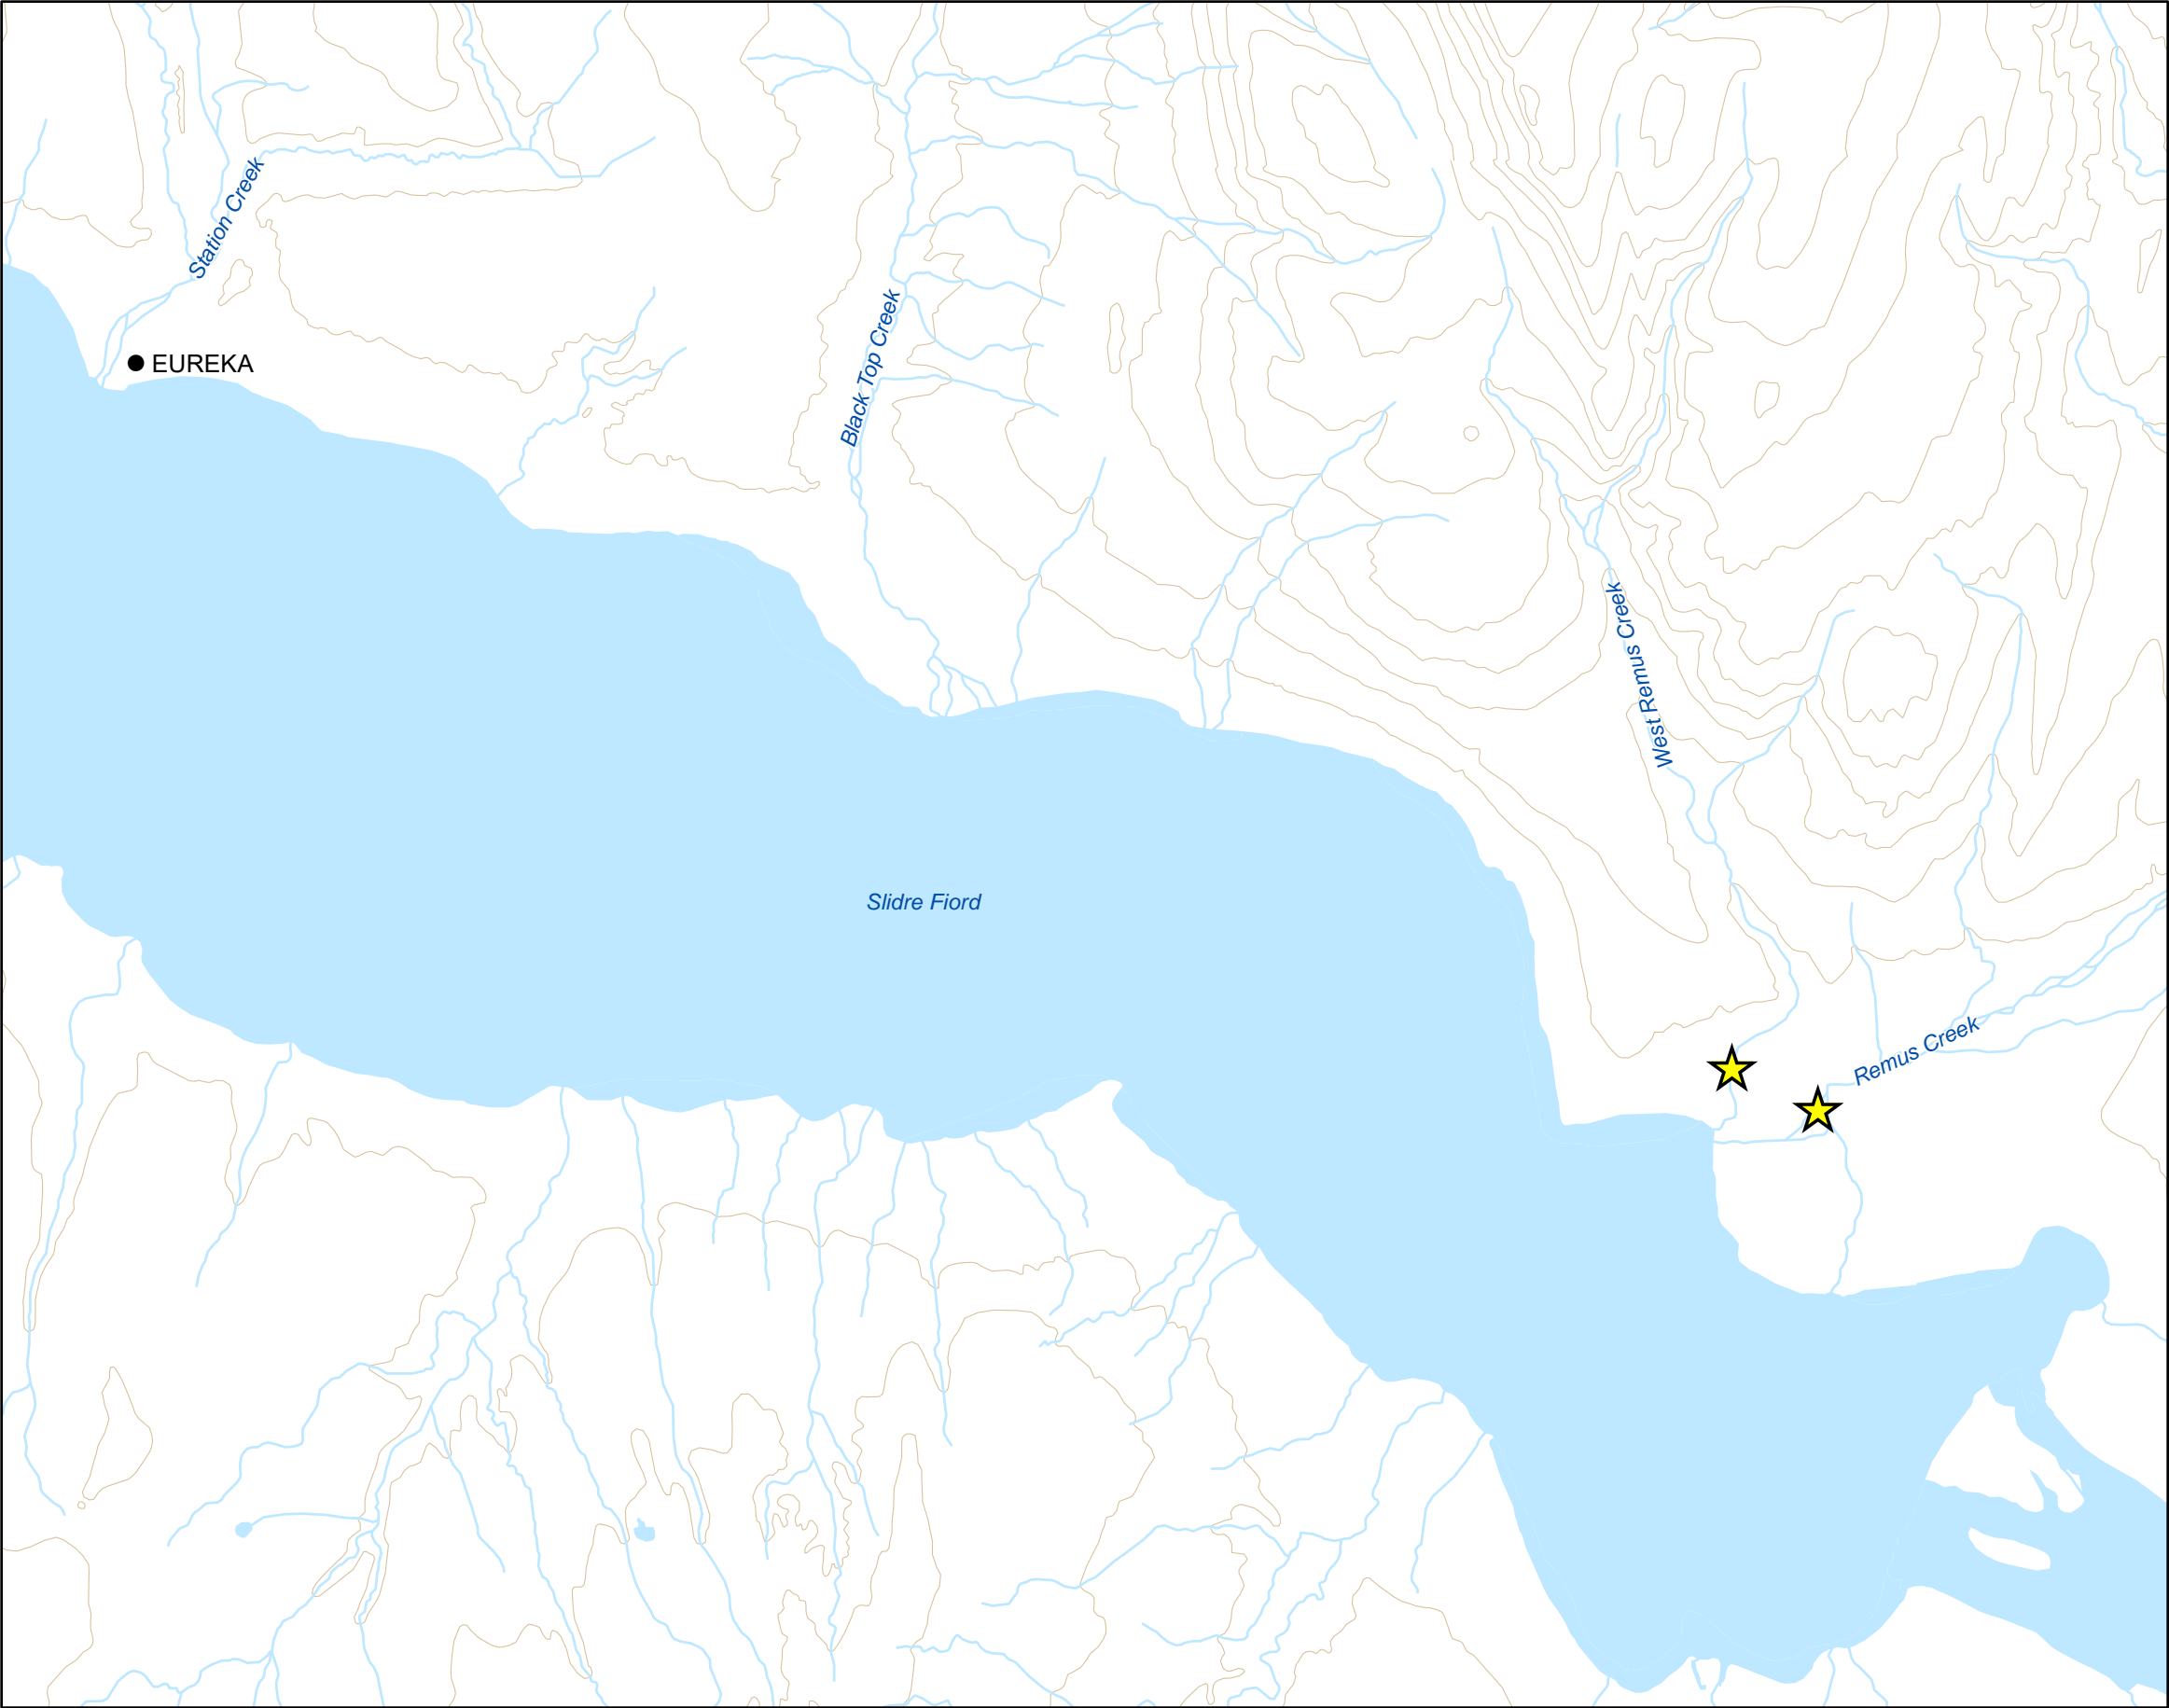 Station Creek
EUREKA
Black Top Creek
West Remus Creek
Slidre Fiord
Remus Creek